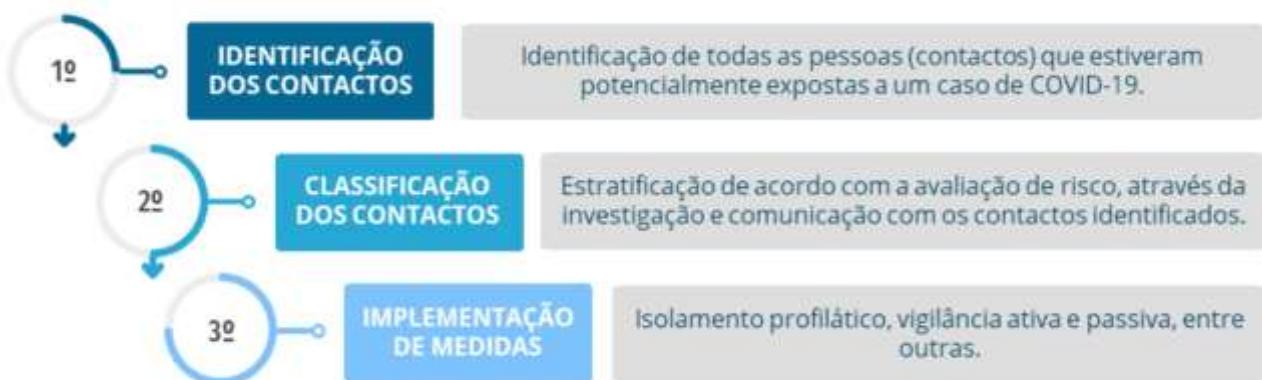 1º
IDENTIFICAÇÃO
DOS CONTACTOS
Identificação de todas as pessoas (contactos) que estiveram
potencialmente expostas a um caso de COVID-19.
2º
CLASSIFICAÇÃO
DOS CONTACTOS
Estratificação de acordo com a avaliação de risco, através da
investigação e comunicação com os contactos identificados.
3º
IMPLEMENTAÇÃO
DE MEDIDAS
Isolamento profilático, vigilância ativa e passiva, entre
outras.